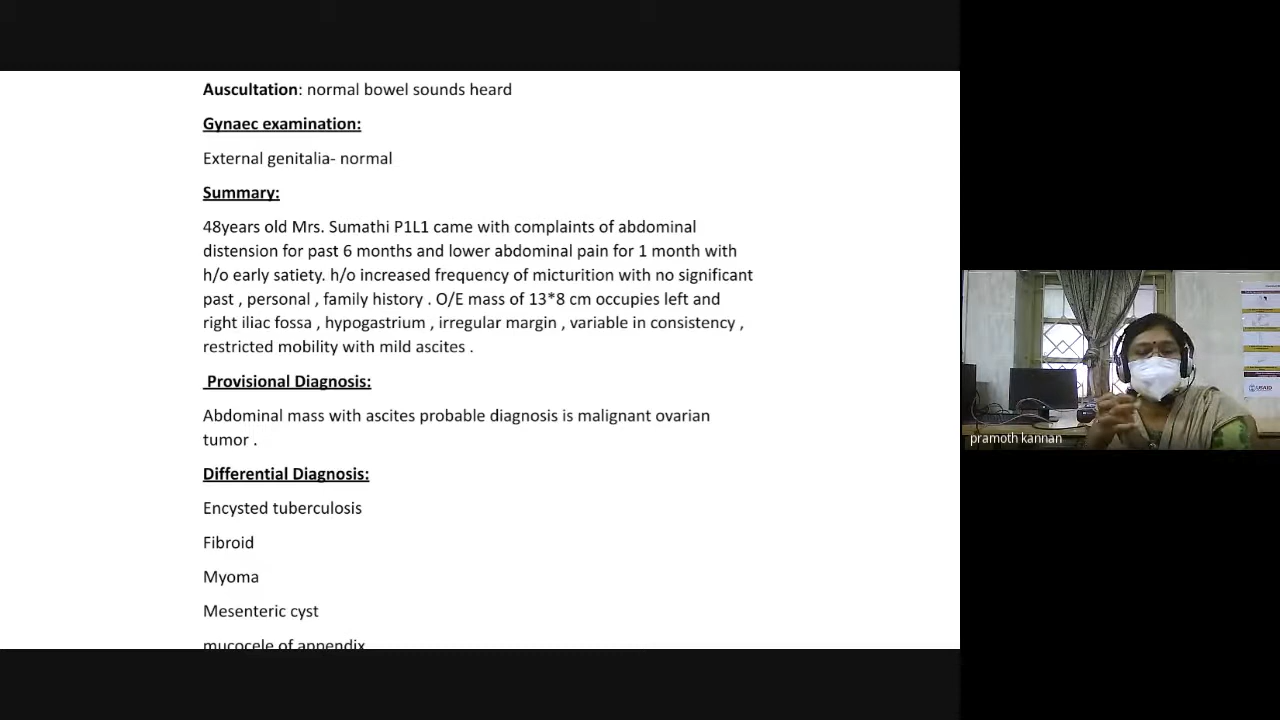 Auscultation: normal bowel sounds heard
Gynaec examination:
External genitalia- normal
Summary:
48years old Mrs. Sumathi P1L1 came with complaints of abdominal
distension for past 6 months and lower abdominal pain for 1 month with
h/o early satiety. h/o increased frequency of micturition with no significant
past , personal , family history . O/E mass of 13*8 cm occupies left and
right iliac fossa , hypogastrium , irregular margin , variable in consistency ,
restricted mobility with mild ascites .
Provisional Diagnosis:
Abdominal mass with ascites probable diagnosis is malignant ovarian
tumor .
Differential Diagnosis:
Encysted tuberculosis
Fibroid
Myoma
Mesenteric cyst
mucocele of appendix
USAID
pramoth kannan